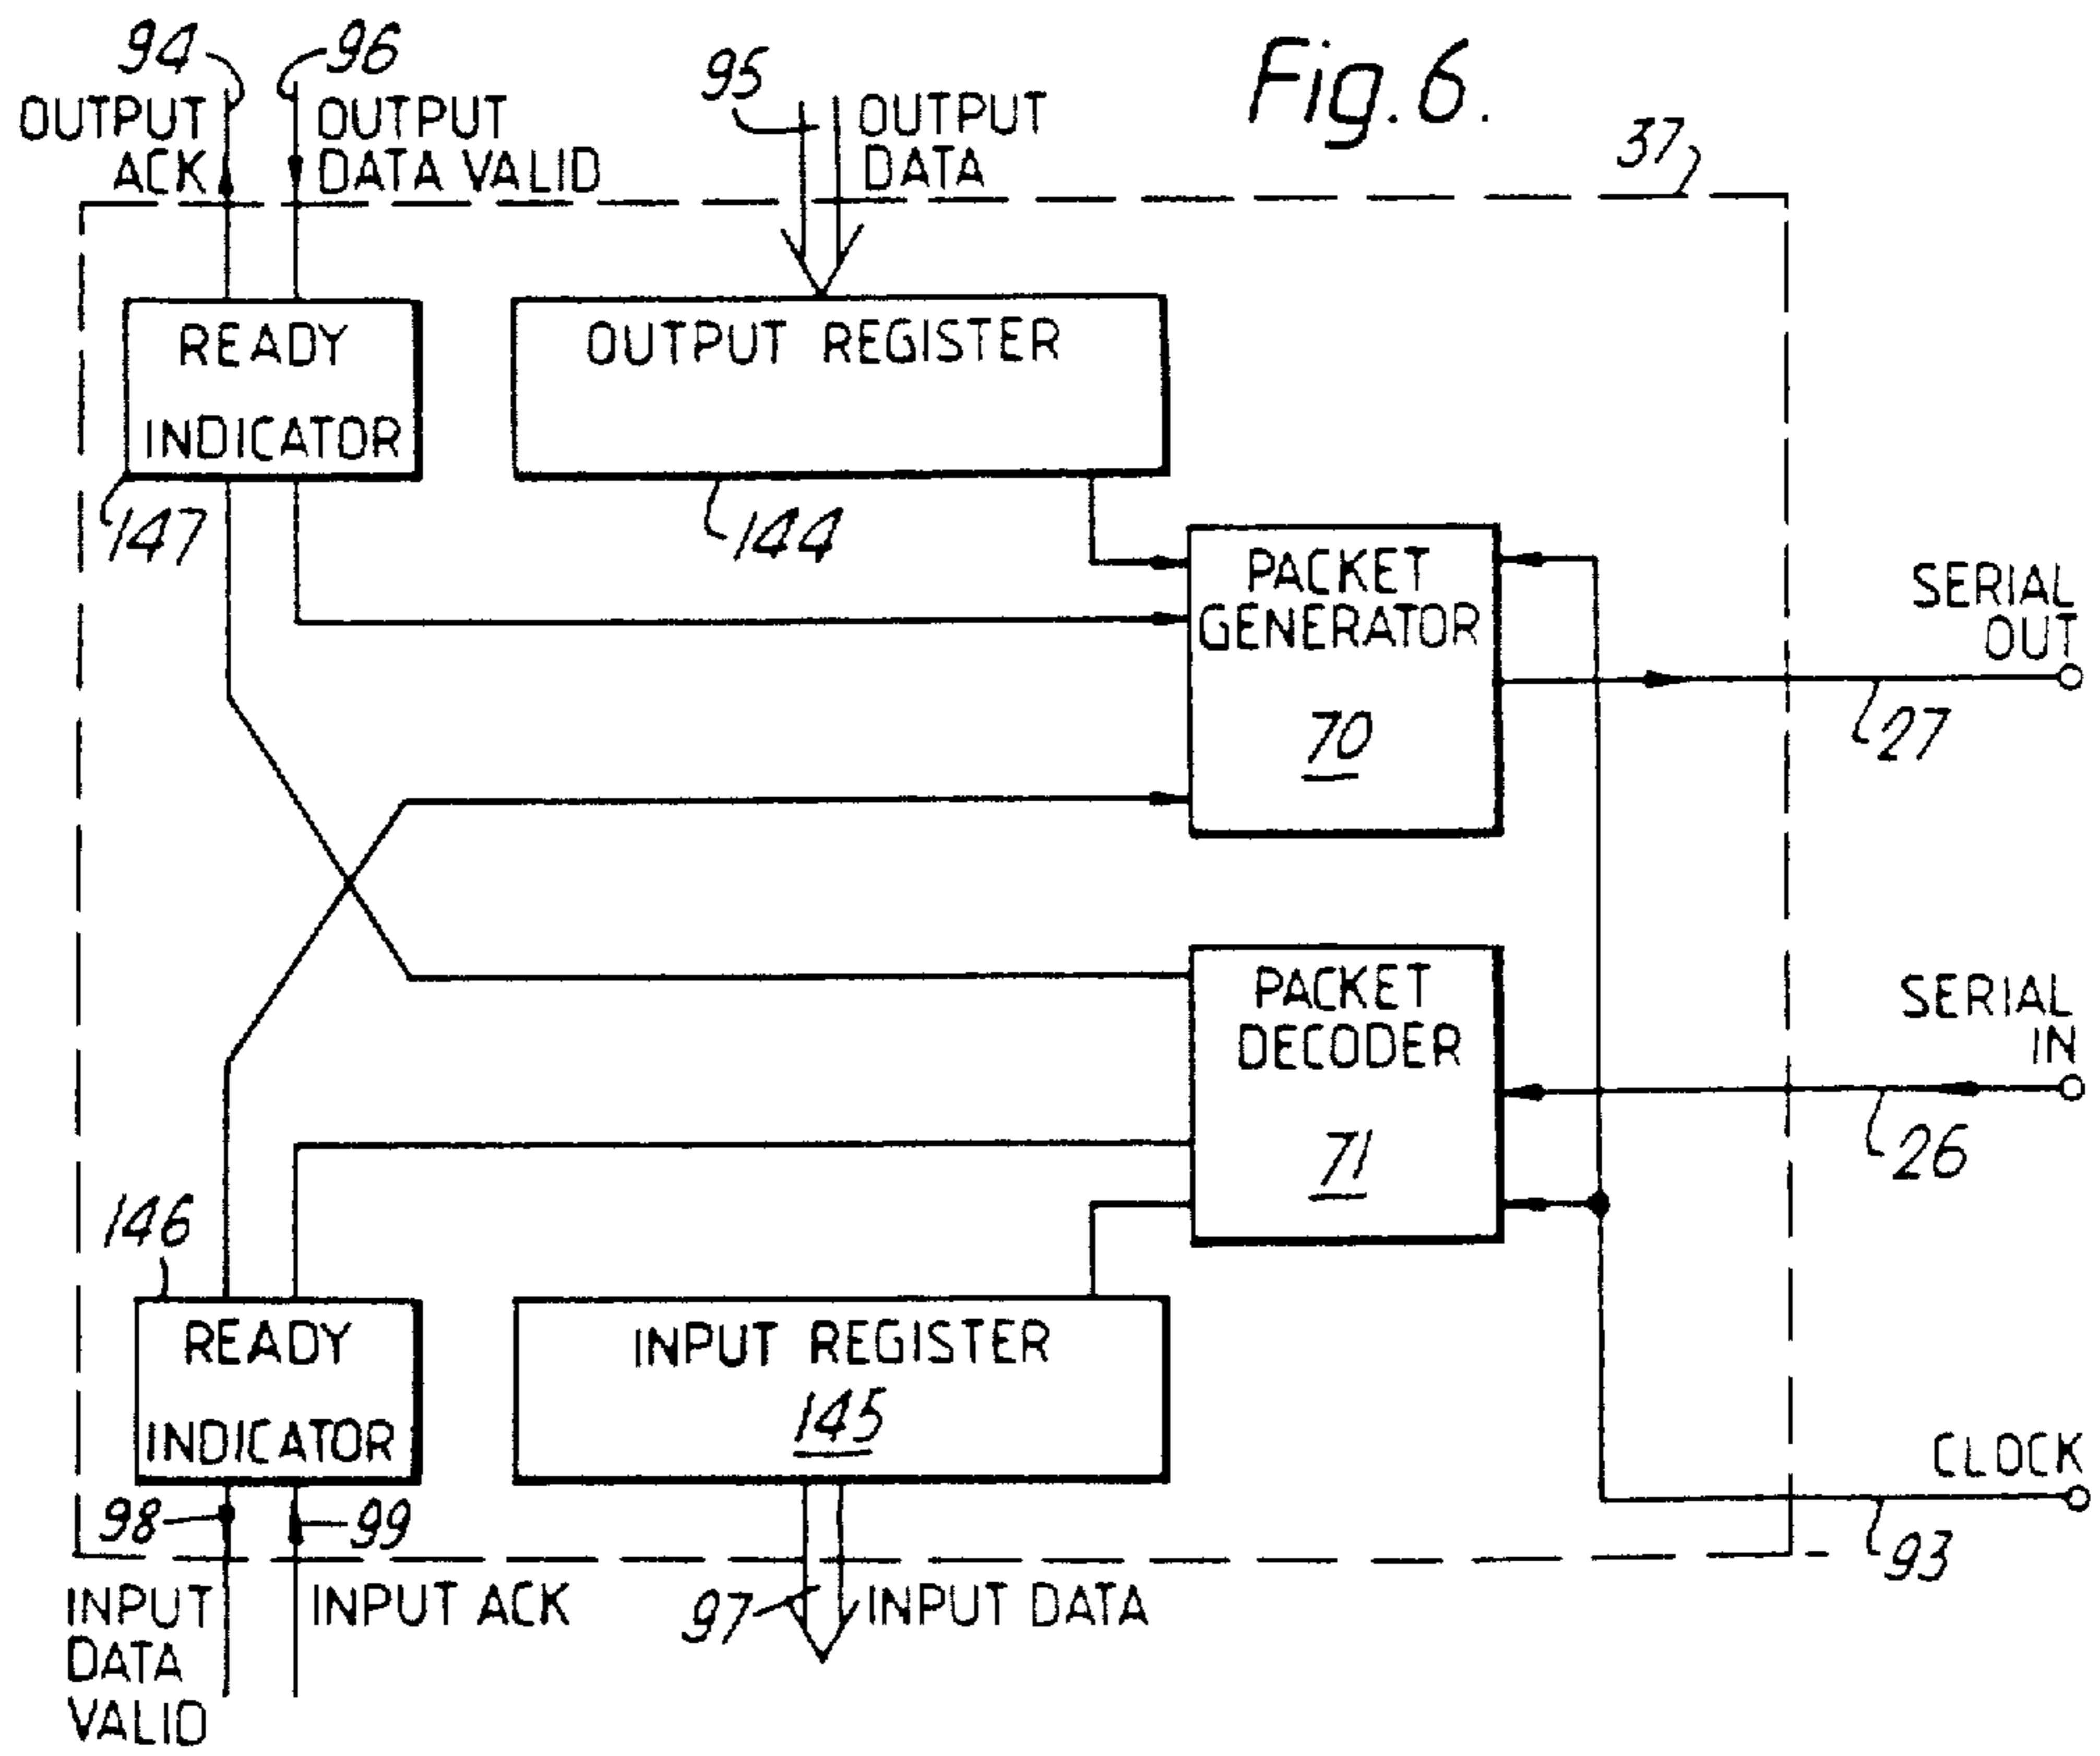 Fig. 6.
94
96
95
37
OUTPUT
ACK
OUTPUT
DATA VALID
OUTPUT
DATA
READY
INDICATOR
147
OUTPUT REGISTER
144
PACKET
GENERATOR
70
SERIAL
OUT
27
PACKET
DECODER
71
SERIAL
IN
26
146
READY
INDICATOR
INPUT REGISTER
145
CLOCK
93
98
99
INPUT
DATA
VALID
INPUT ACK
97
INPUT DATA